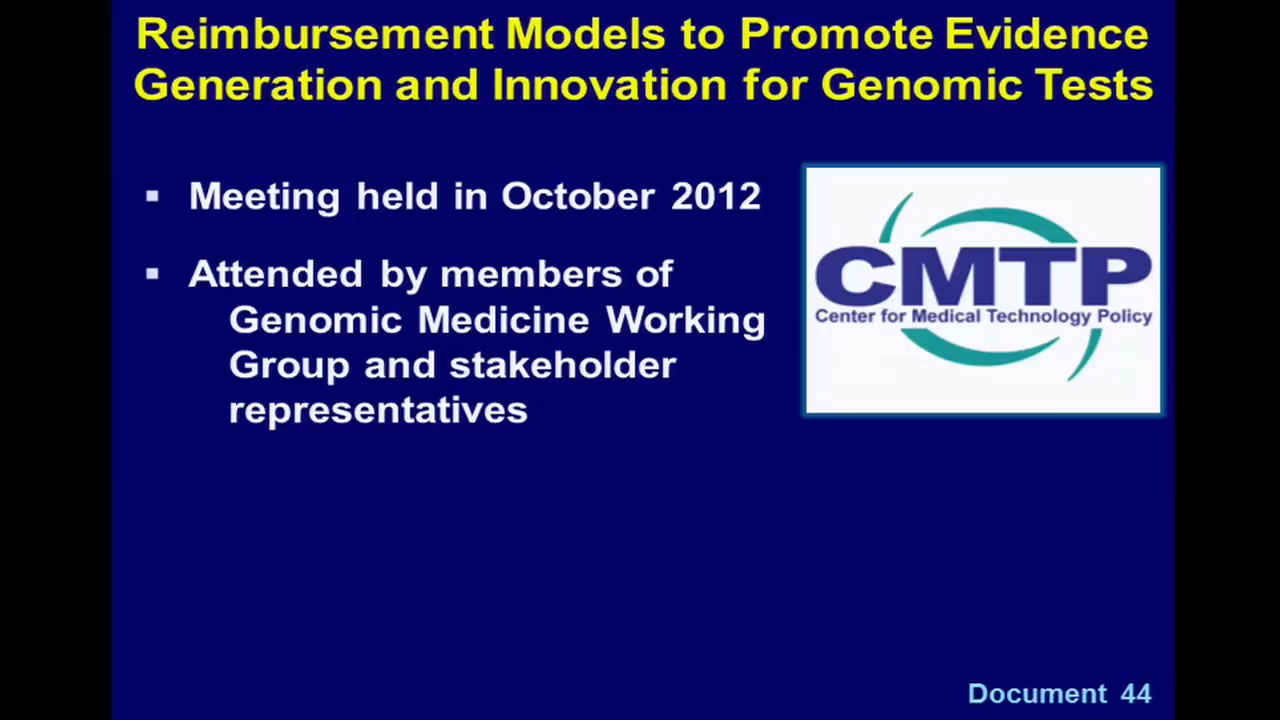 Reimbursement Models to Promote Evidence
Generation and Innovation for Genomic Tests
▪ Meeting held in October 2012
▪ Attended by members of
Genomic Medicine Working
Group and stakeholder
representatives
CMTP
Center for Medical Technology Policy
Document 44